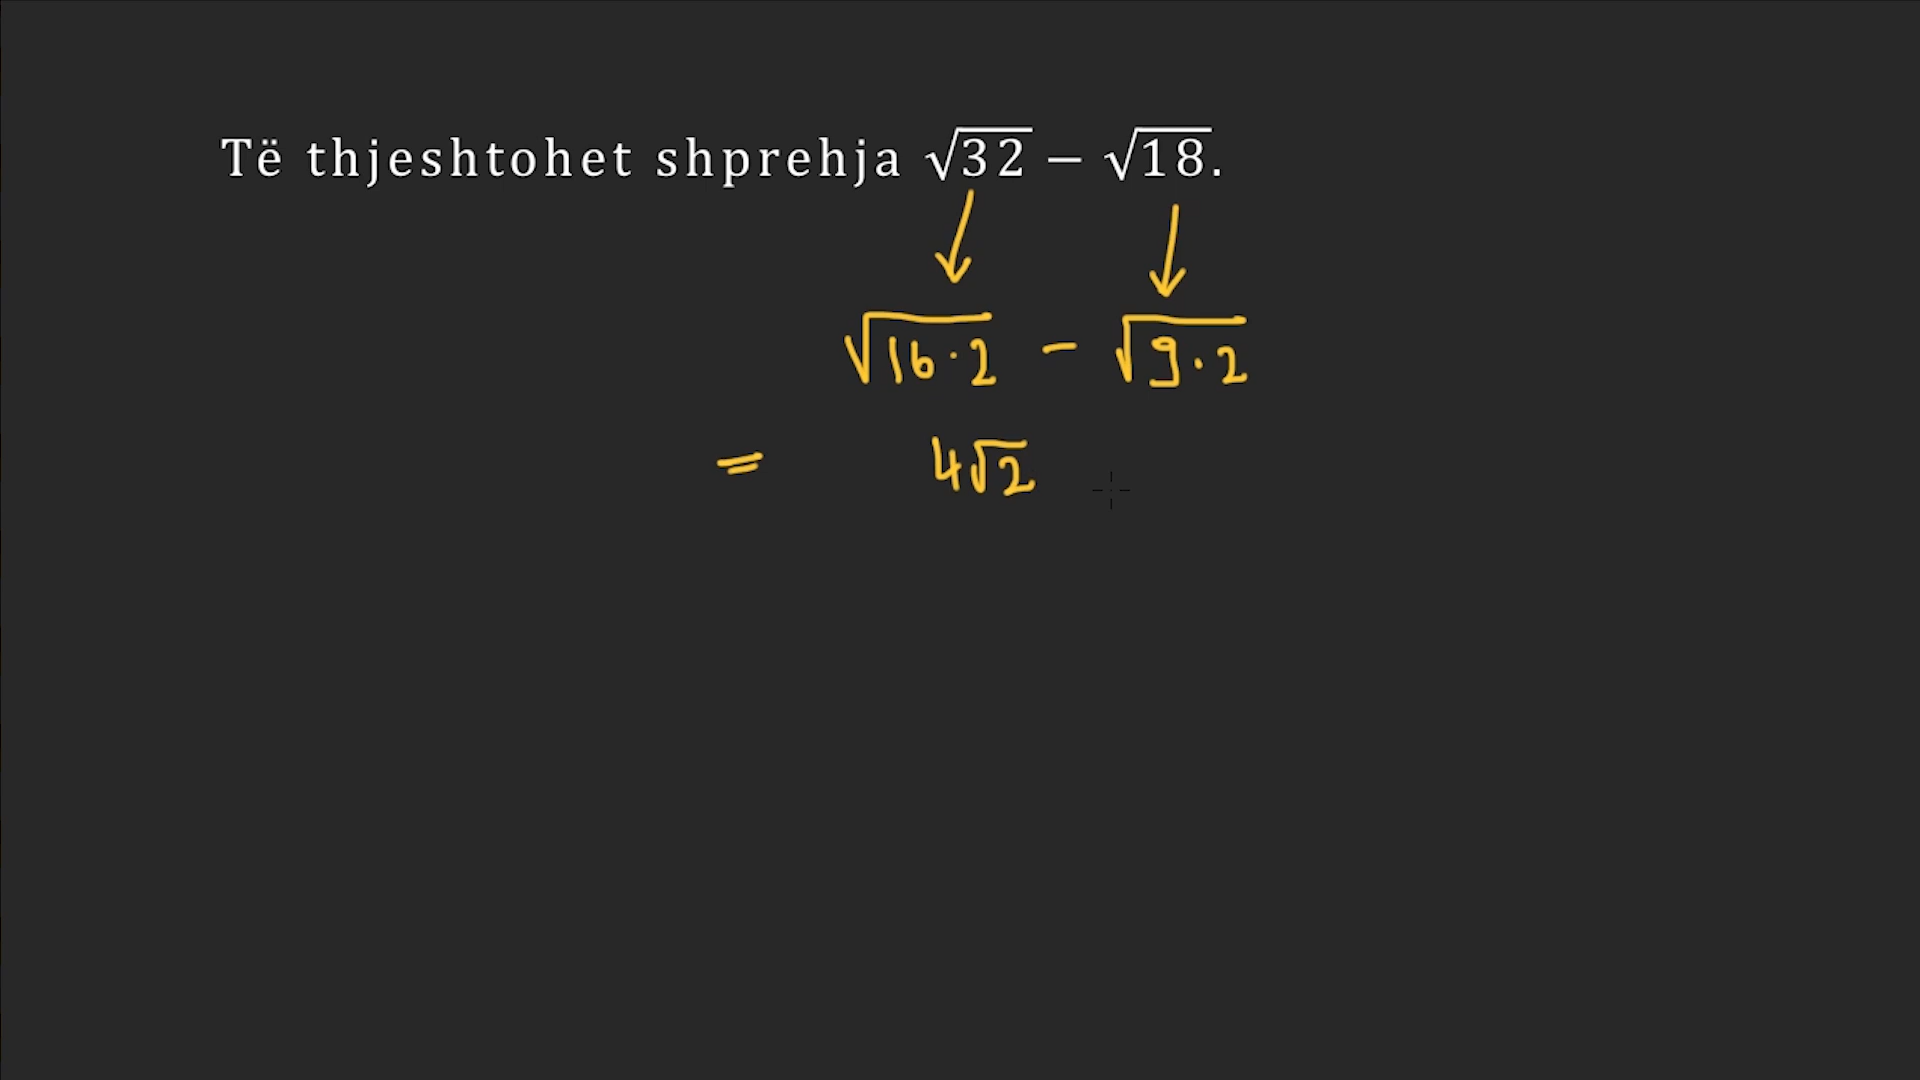 Të thjeshtohet shprehja √32 − √18.
√16·2 − √9·2
= 4√2